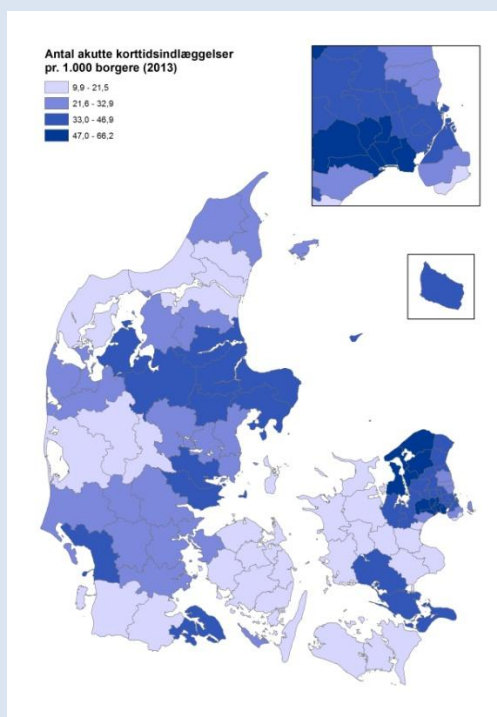 Antal akutte korttidsindlæggelser
pr. 1.000 borgere (2013)
9,9 - 21,5
21,6 - 32,9
33,0 - 46,9
47,0 - 66,2